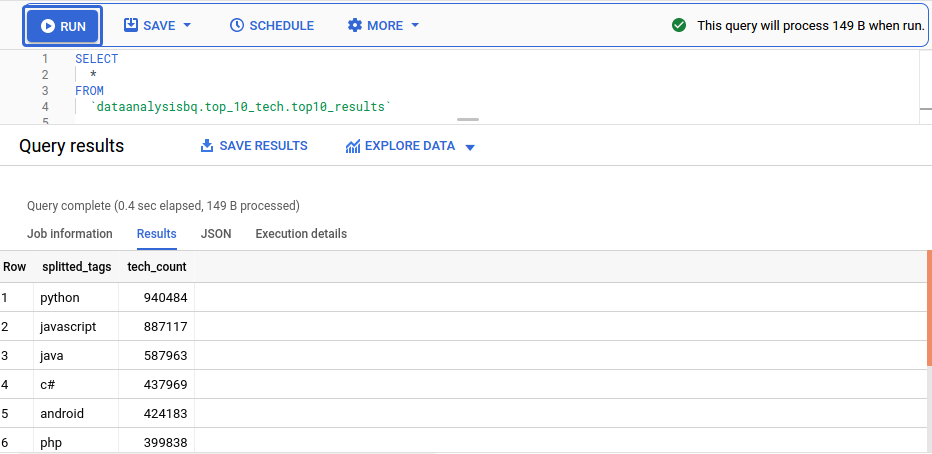 RUN SAVE SCHEDULE MORE This query will process 149 B when run.
1 SELECT
2 *
3 FROM
4 `dataanalysisbq.top_10_tech.top10_results`
5
Query results SAVE RESULTS EXPLORE DATA
Query complete (0.4 sec elapsed, 149 B processed)
Job information Results JSON Execution details
Row splitted_tags tech_count
1 python 940484
2 javascript 887117
3 java 587963
4 c# 437969
5 android 424183
6 php 399838